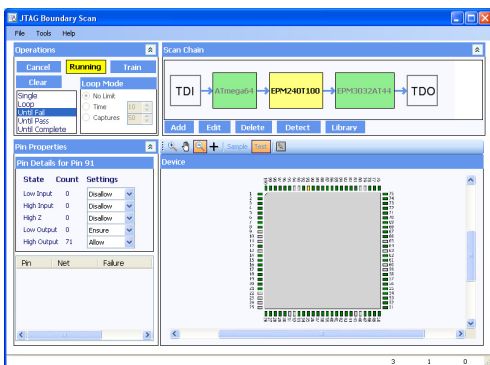 JTAG Boundary Scan
File Tools Help
Operations
Cancel Running Train
Clear
Loop Mode
Single
Loop
Until Fail
Until Pass
Until Complete
No Limit
Time 10
Captures 50
Scan Chain
TDI ATmega64 EPM240T100 EPM3032AT44 TDO
Add Edit Delete Detect Library
Pin Properties
Pin Details for Pin 91
State Count Settings
Low Input 0 Disallow
High Input 0 Disallow
High Z 0 Disallow
Low Output 0 Ensure
High Output 71 Allow
Pin Net Failure
Sample Test
Device
3 1 0